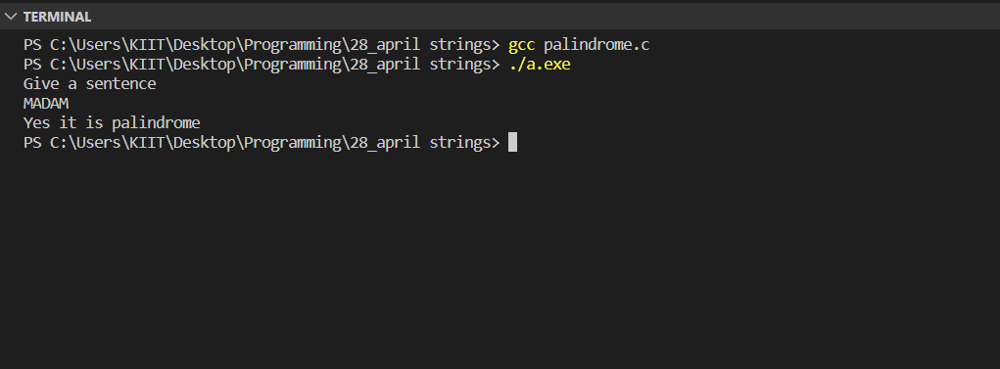 TERMINAL
PS C:\Users\KIIT\Desktop\Programming\28_april strings> gcc palindrome.c
PS C:\Users\KIIT\Desktop\Programming\28_april strings> ./a.exe
Give a sentence
MADAM
Yes it is palindrome
PS C:\Users\KIIT\Desktop\Programming\28_april strings>